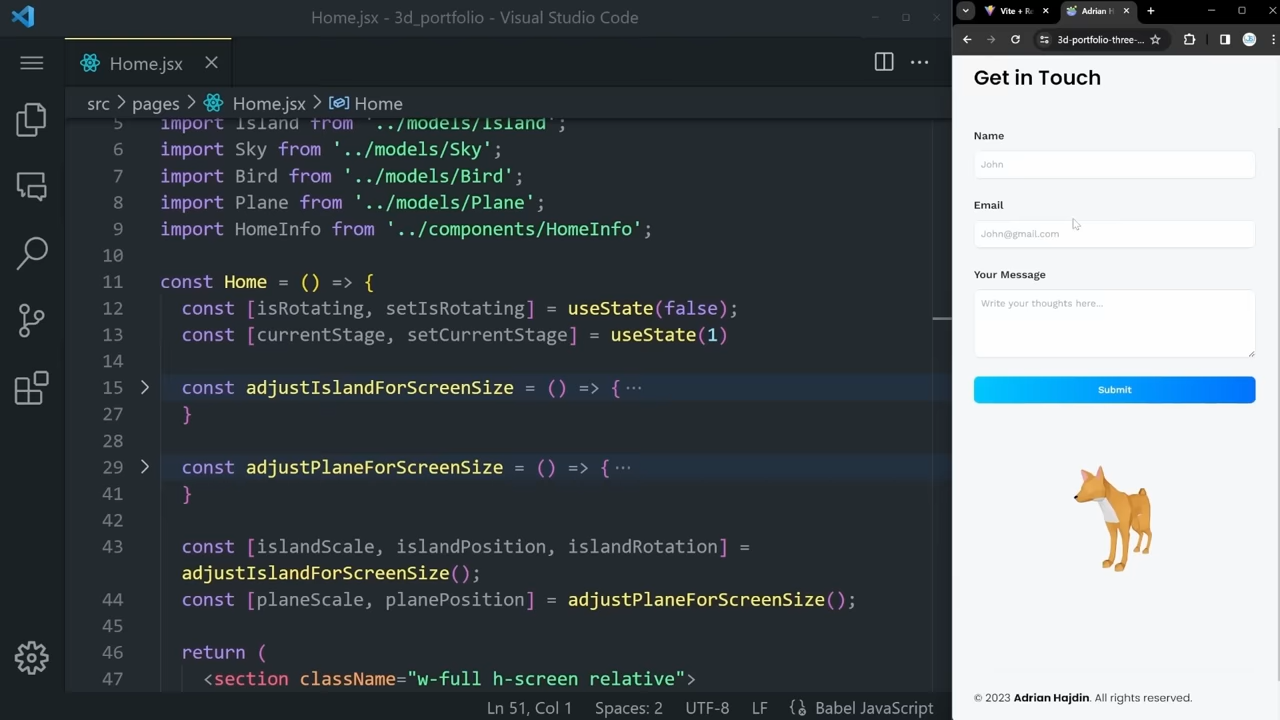 Home.jsx - 3d_portfolio - Visual Studio Code
Home.jsx
src > pages > Home.jsx > Home
5 import Island from '../models/Island';
6 import Sky from '../models/Sky';
7 import Bird from '../models/Bird';
8 import Plane from '../models/Plane';
9 import HomeInfo from '../components/HomeInfo';
10
11 const Home = () => {
12 const [isRotating, setIsRotating] = useState(false);
13 const [currentStage, setCurrentStage] = useState(1)
14
15 const adjustIslandForScreenSize = () => { ···
27 }
28
29 const adjustPlaneForScreenSize = () => { ···
41 }
42
43 const [islandScale, islandPosition, islandRotation] =
adjustIslandForScreenSize();
44 const [planeScale, planePosition] = adjustPlaneForScreenSize();
45
46 return (
47 <section className="w-full h-screen relative">
Ln 51, Col 1 Spaces: 2 UTF-8 LF Babel JavaScript
Vite + Re
Adrian H
3d-portfolio-three-...
Get in Touch
Name
John
Email
John@gmail.com
Your Message
Write your thoughts here...
Submit
© 2023 Adrian Hajdin. All rights reserved.